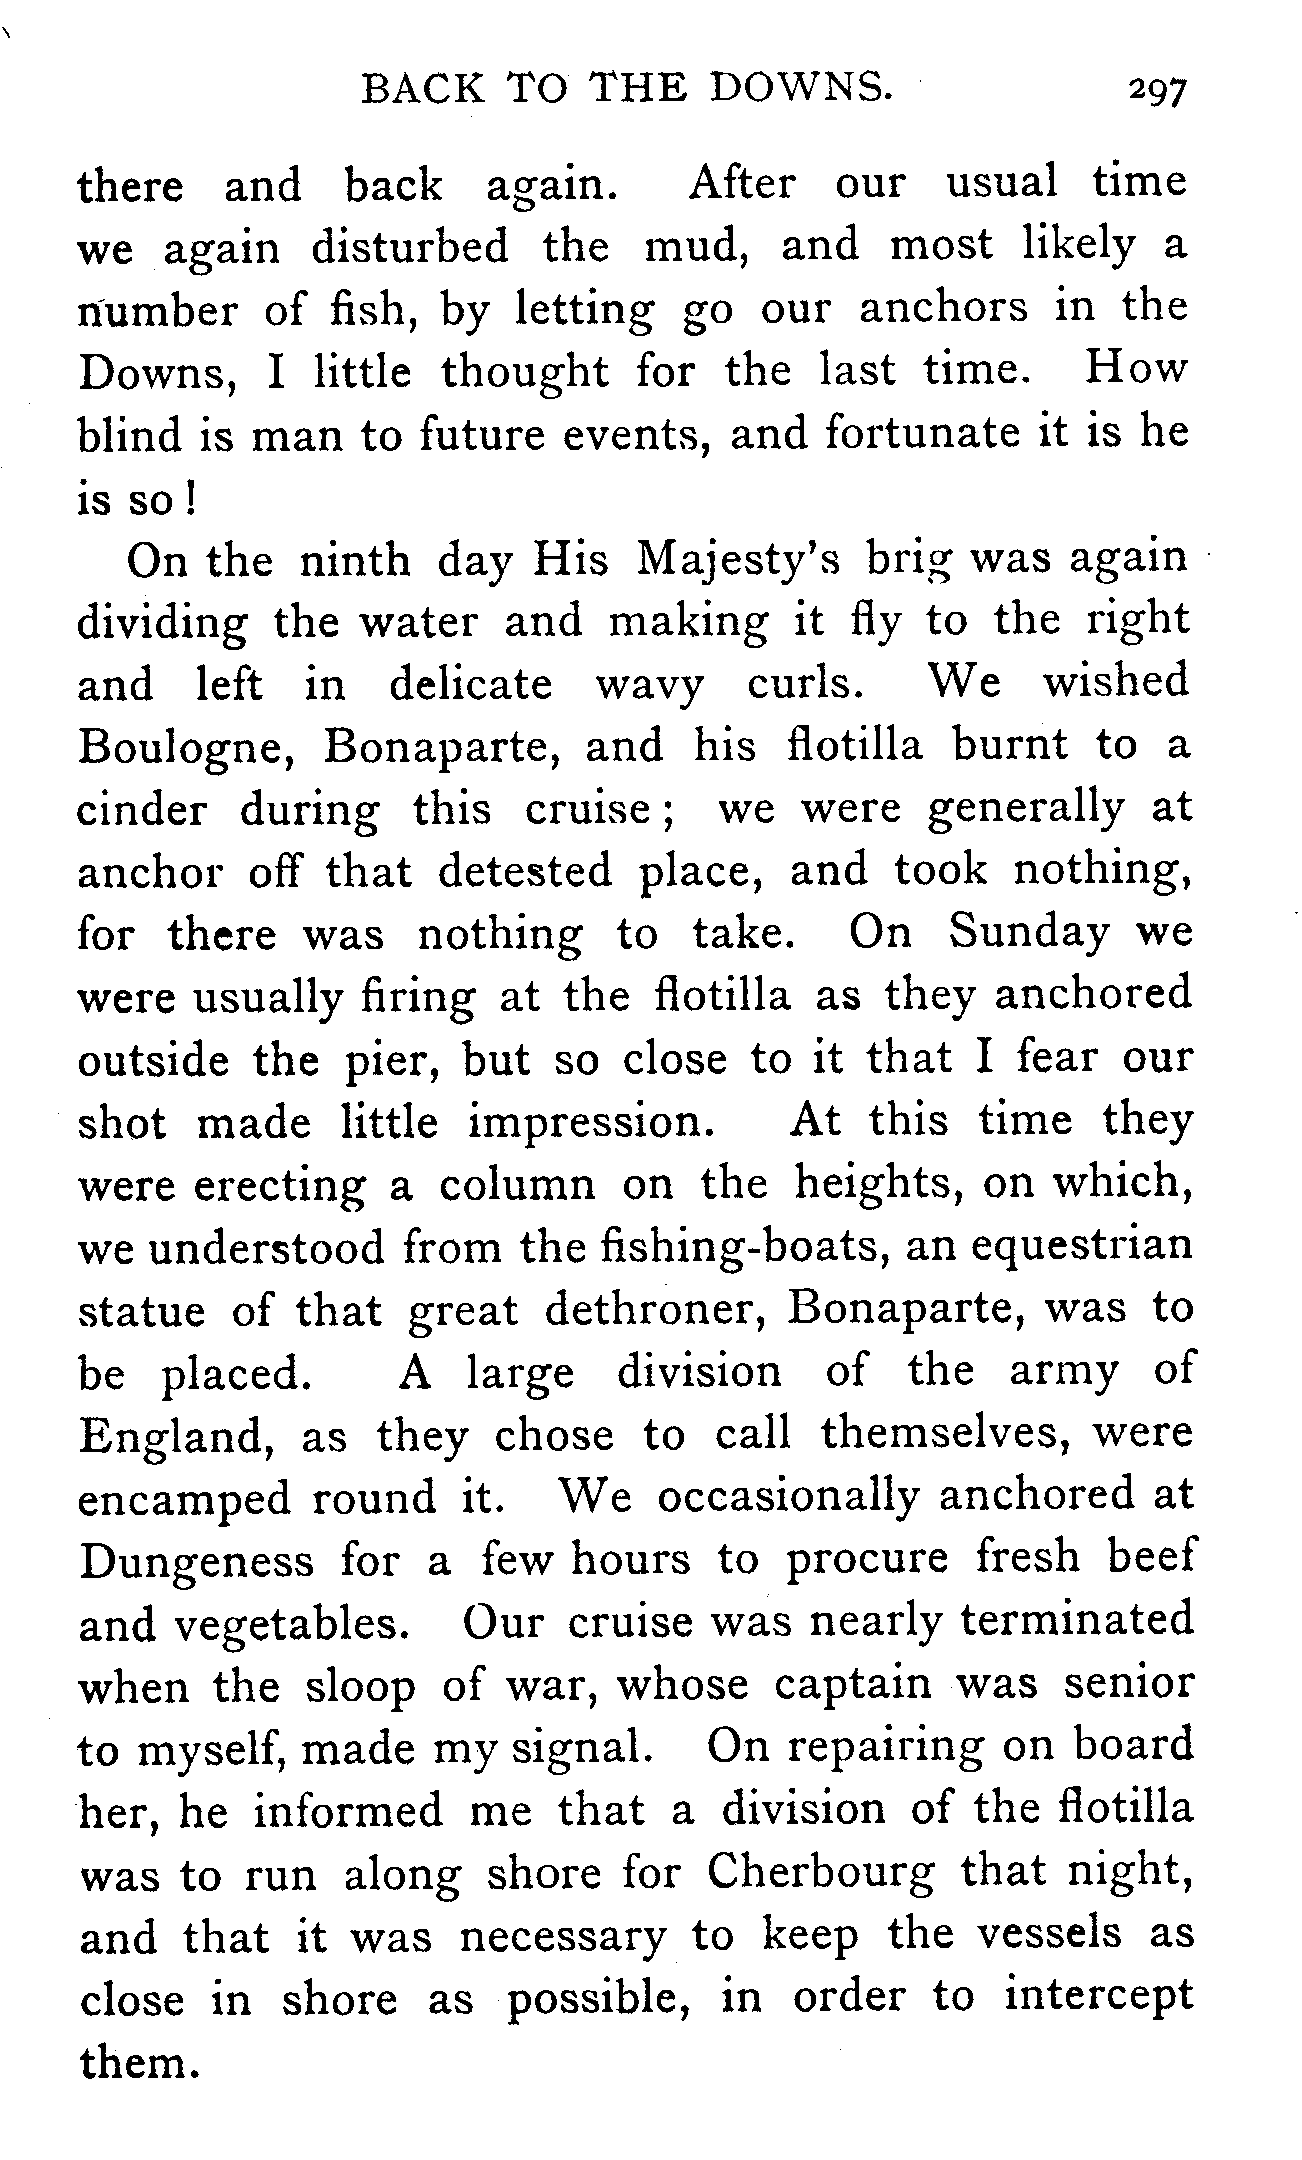 BACK TO THE DOWNS. 297
there and back again. After our usual time
we again disturbed the mud, and most likely a
number of fish, by letting go our anchors in the
Downs, I little thought for the last time. How
blind is man to future events, and fortunate it is he
is so !
On the ninth day His Majesty's brig was again
dividing the water and making it fly to the right
and left in delicate wavy curls. We wished
Boulogne, Bonaparte, and his flotilla burnt to a
cinder during this cruise ; we were generally at
anchor off that detested place, and took nothing,
for there was nothing to take. On Sunday we
were usually firing at the flotilla as they anchored
outside the pier, but so close to it that I fear our
shot made little impression. At this time they
were erecting a column on the heights, on which,
we understood from the fishing-boats, an equestrian
statue of that great dethroner, Bonaparte, was to
be placed. A large division of the army of
England, as they chose to call themselves, were
encamped round it. We occasionally anchored at
Dungeness for a few hours to procure fresh beef
and vegetables. Our cruise was nearly terminated
when the sloop of war, whose captain was senior
to myself, made my signal. On repairing on board
her, he informed me that a division of the flotilla
was to run along shore for Cherbourg that night,
and that it was necessary to keep the vessels as
close in shore as possible, in order to intercept
them.